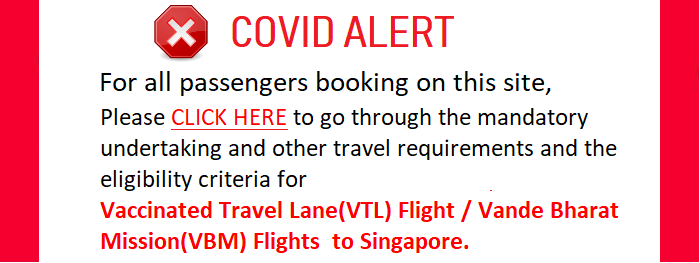 COVID ALERT
For all passengers booking on this site,
Please CLICK HERE to go through the mandatory
undertaking and other travel requirements and the
eligibility criteria for
Vaccinated Travel Lane(VTL) Flight / Vande Bharat
Mission(VBM) Flights  to Singapore.